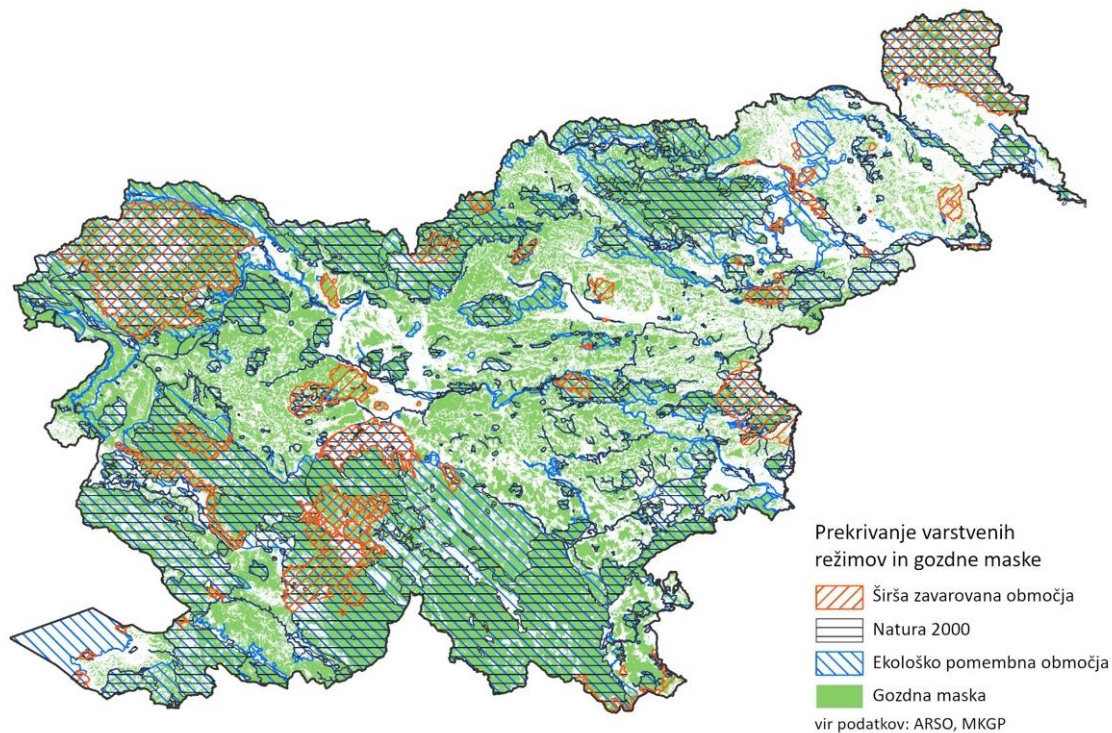 Prekrivanje varstvenih
režimov in gozdne maske
Širša zavarovana območja
Natura 2000
Ekološko pomembna območja
Gozdna maska
vir podatkov: ARSO, MKGP